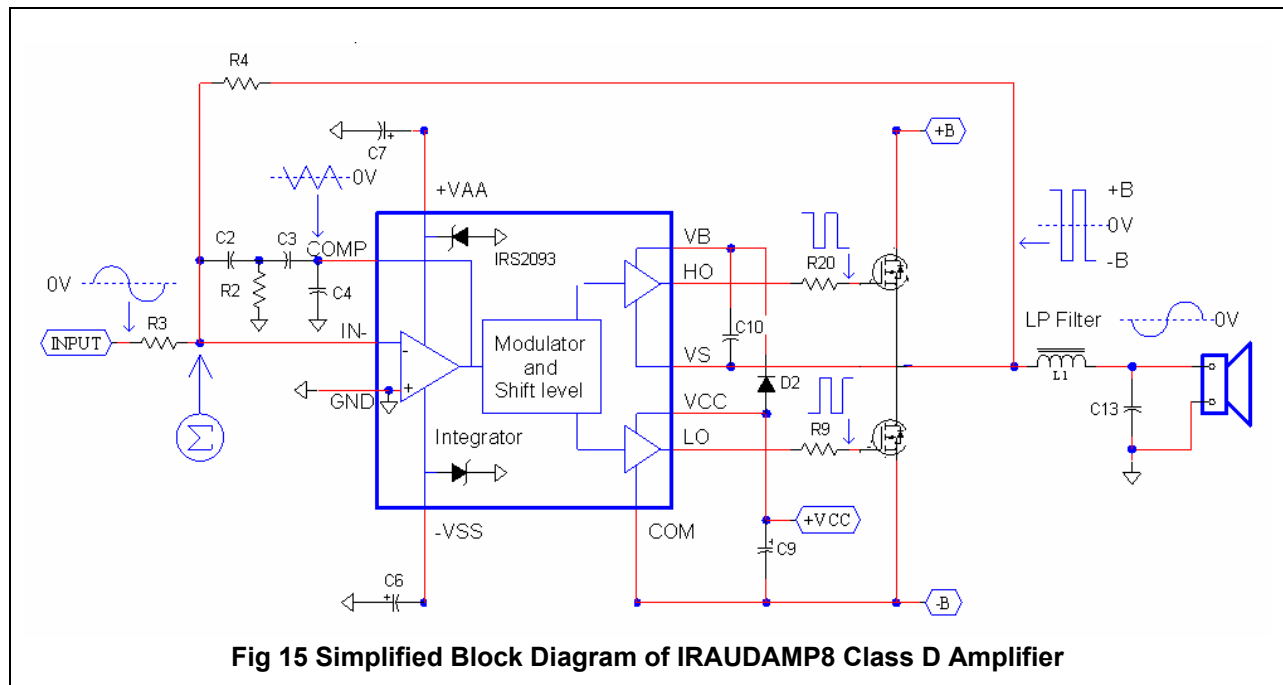 R4
+B
C7
0V
+VAA
+B
0V
-B
VB
C2
C3
COMP
IRS2093
HO
R20
0V
R2
C4
LP Filter
0V
R3
IN-
C10
INPUT
-
Modulator
and
Shift level
VS
L1
+
D2
GND
VCC
C13
Σ
Integrator
LO
R9
-VSS
COM
+VCC
C9
C6
+
-B
Fig 15 Simplified Block Diagram of IRAUDAMP8 Class D Amplifier